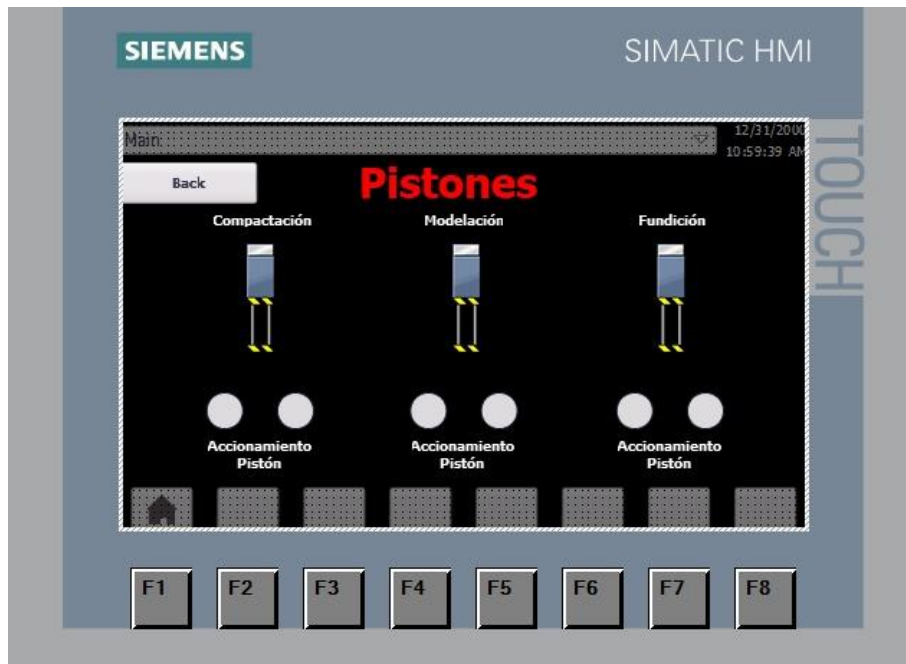 SIEMENS
SIMATIC HMI
TOUCH
Main:
12/31/2000
10:59:39 AM
Back
Pistones
Compactación
Modelación
Fundición
Accionamiento
Pistón
Accionamiento
Pistón
Accionamiento
Pistón
F1 F2 F3 F4 F5 F6 F7 F8